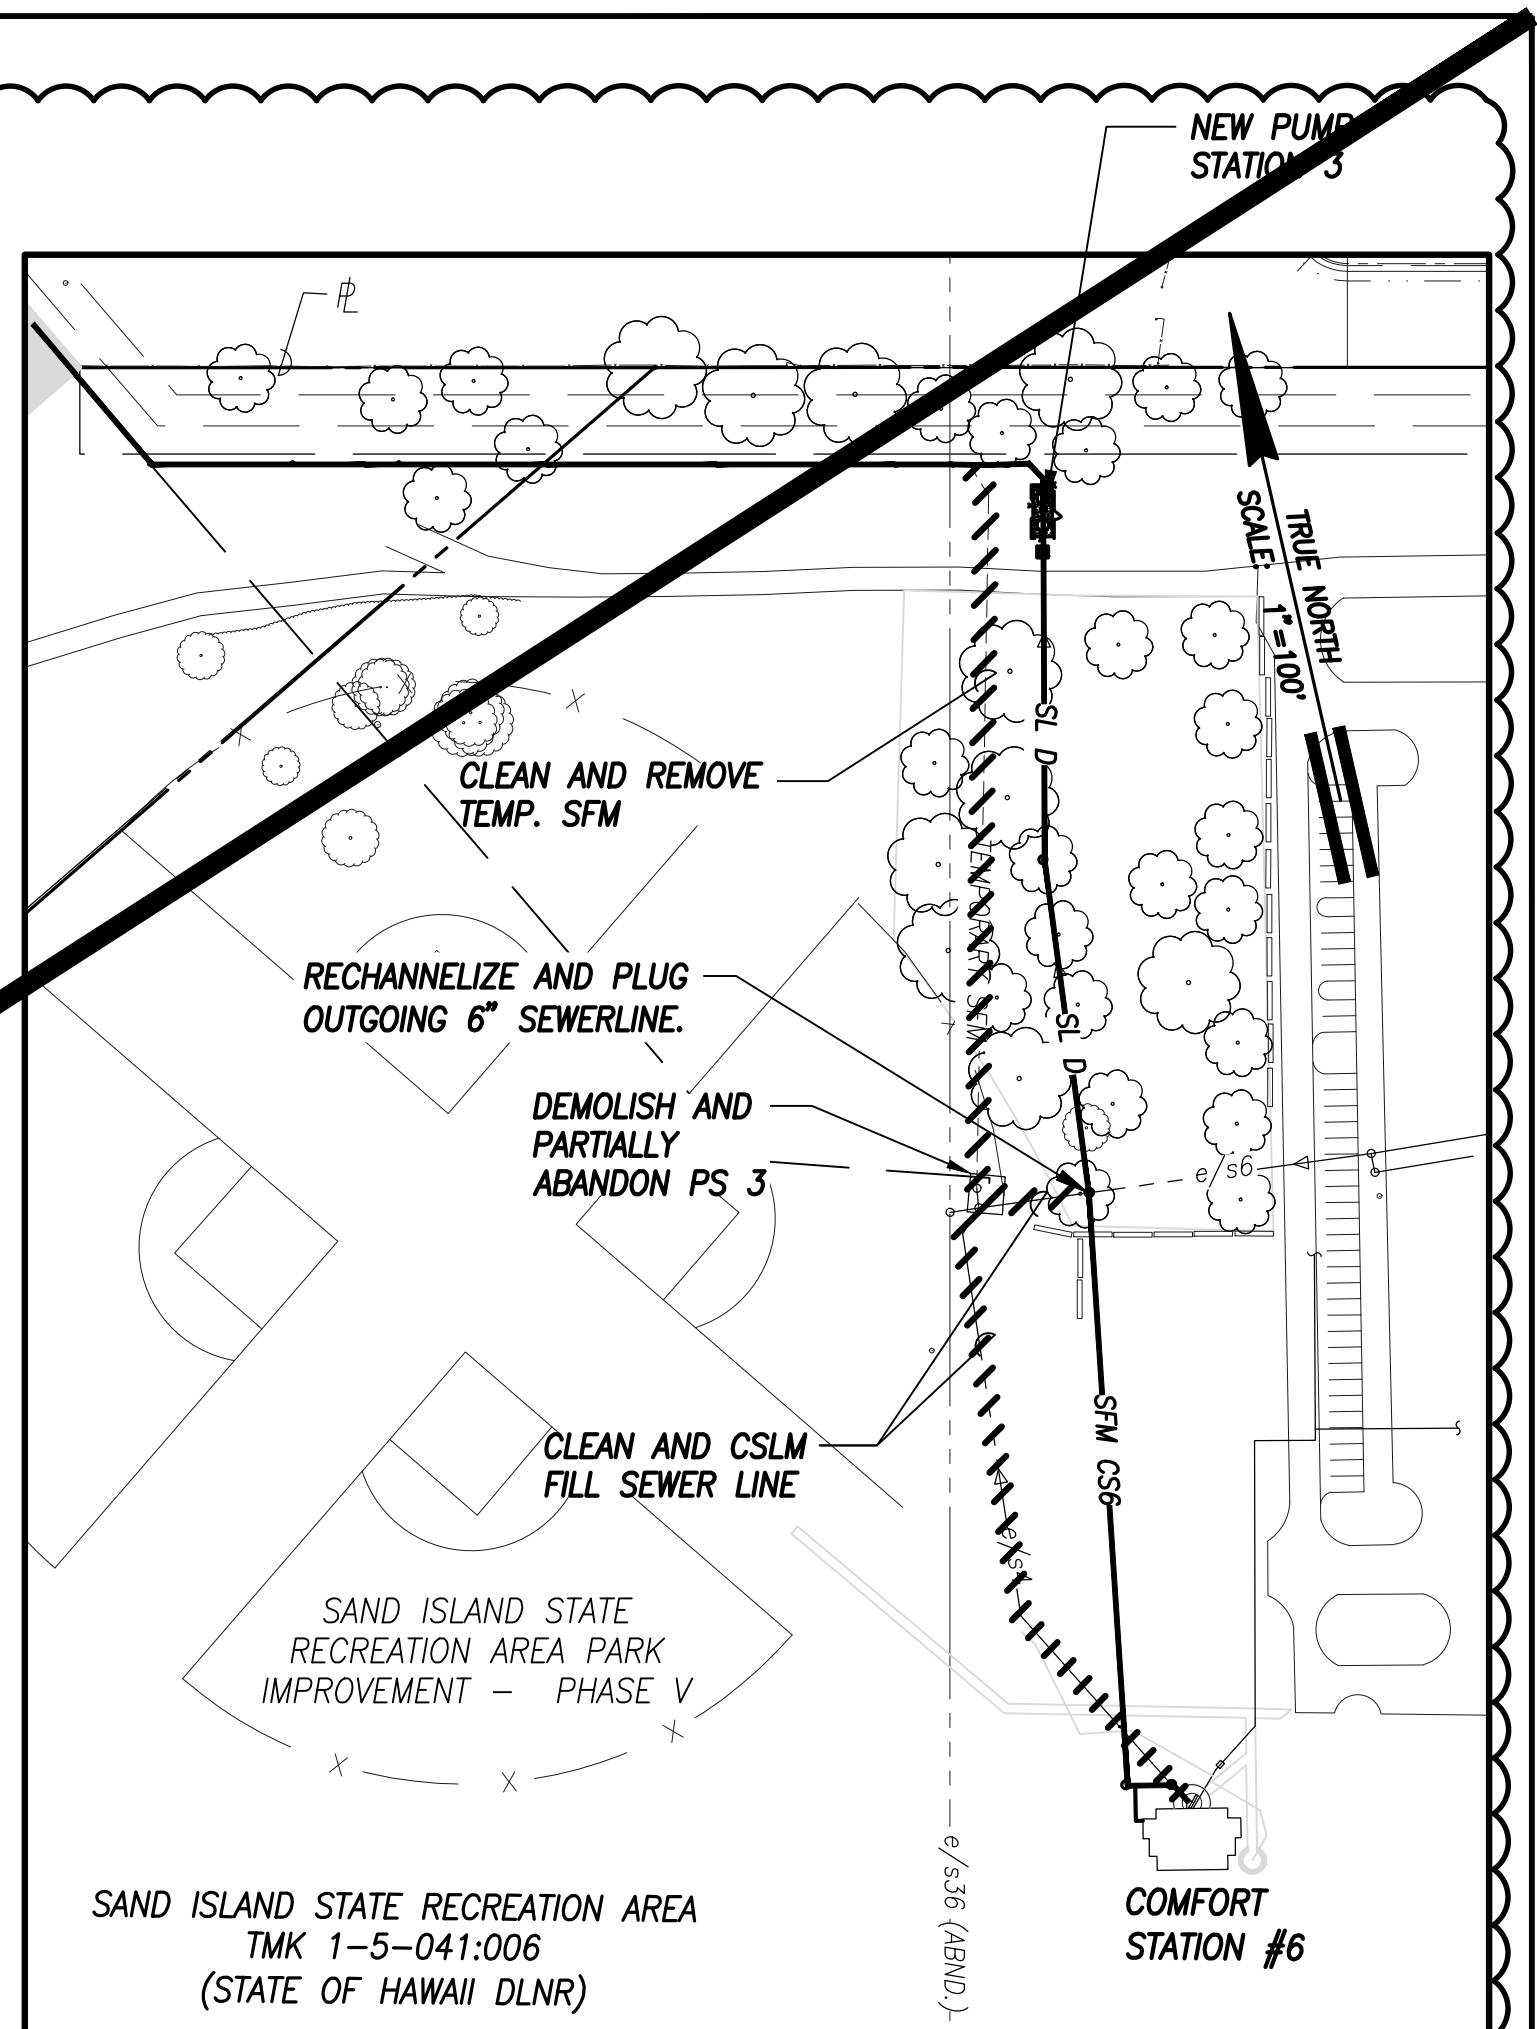 NEW PUMP
STATION 3
PL
TRUE NORTH
SCALE: 1"=100'
SL D
CLEAN AND REMOVE
TEMP. SFM
TEMPORARY SFM
RECHANNELIZE AND PLUG
OUTGOING 6" SEWERLINE.
SL D
DEMOLISH AND
PARTIALLY
ABANDON PS 3
e/s6
SFM CS6
CLEAN AND CSLM
FILL SEWER LINE
SAND ISLAND STATE
RECREATION AREA PARK
IMPROVEMENT - PHASE V
e/s36 (ABND.)
SAND ISLAND STATE RECREATION AREA
TMK 1-5-041:006
(STATE OF HAWAII DLNR)
COMFORT
STATION #6